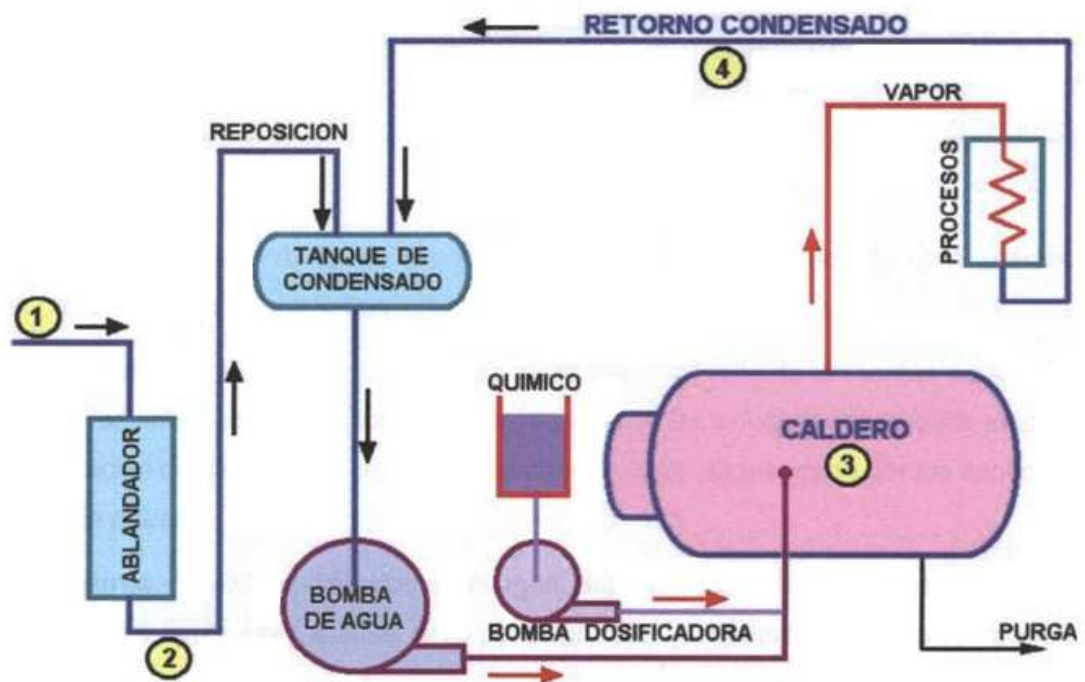 RETORNO CONDENSADO
4
VAPOR
REPOSICION
PROCESOS
TANQUE DE
CONDENSADO
1
QUIMICO
CALDERO
3
ABLANDADOR
BOMBA
DE AGUA
BOMBA DOSIFICADORA
PURGA
2